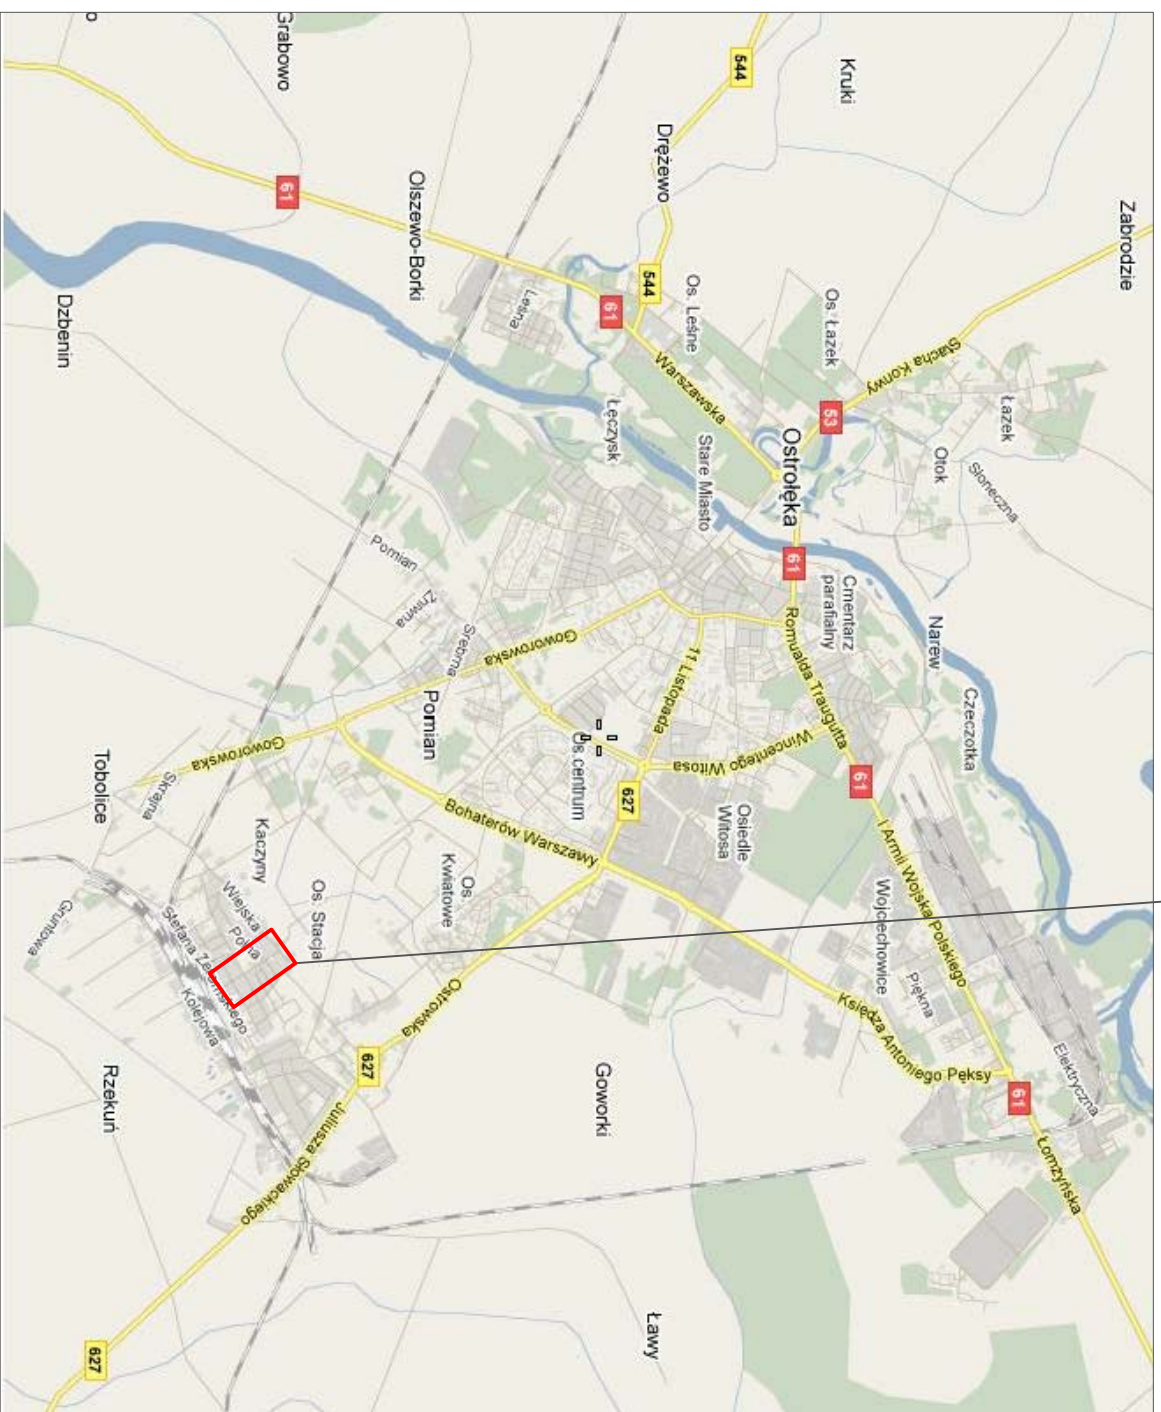 Zabrodzie
Elektryczna
Łomżyńska
61
Łazek
Słoneczna
Czeczotka
Otok
Narew
I Armii Wojska Polskiego
Piękna
Księdza Antoniego Pęksy
Stacha Konwy
Wojciechowice
61
Kruki
Cmentarz
parafialny
Os. Łazek
53
Romualda Traugutta
61
Ostrołęka
Wincentego Witosa
544
Osiedle
Witosa
Stare Miasto
Os. Leśne
Warszawska
11 Listopada
Drężewo
Ławy
544
627
Łęczysk
61
Goworki
Os.centrum
Goworowska
Leśna
Bohaterów Warszawy
Srebrna
Os.
Kwiatowe
Ostrowska
Pomian
Żniwna
Olszewo-Borki
Pomian
627
Os. Stacja
Juliusza Słowackiego
61
Grabowo
Kaczyny
Wiejska
Polna
Goworowska
Stefana Żeromskiego
Kolejowa
Skrajna
Rzekuń
Tobolice
627
Dzbenin
Gruntowa